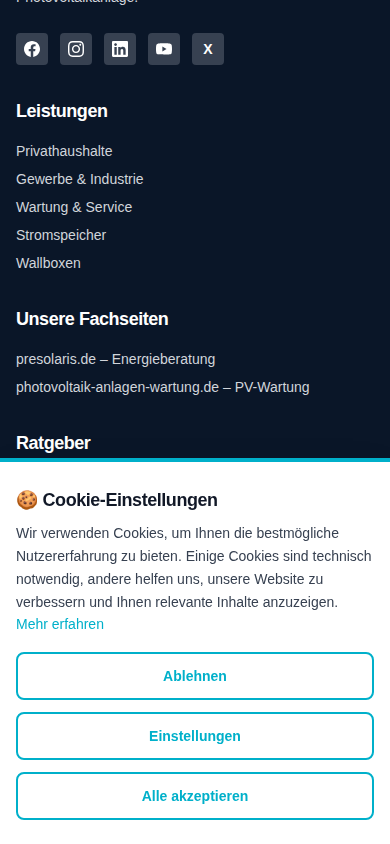 X
Leistungen
Privathaushalte
Gewerbe & Industrie
Wartung & Service
Stromspeicher
Wallboxen
Unsere Fachseiten
presolaris.de – Energieberatung
photovoltaik-anlagen-wartung.de – PV-Wartung
Ratgeber
🍪 Cookie-Einstellungen
Wir verwenden Cookies, um Ihnen die bestmögliche
Nutzererfahrung zu bieten. Einige Cookies sind technisch
notwendig, andere helfen uns, unsere Website zu
verbessern und Ihnen relevante Inhalte anzuzeigen.
Mehr erfahren
Ablehnen
Einstellungen
Alle akzeptieren